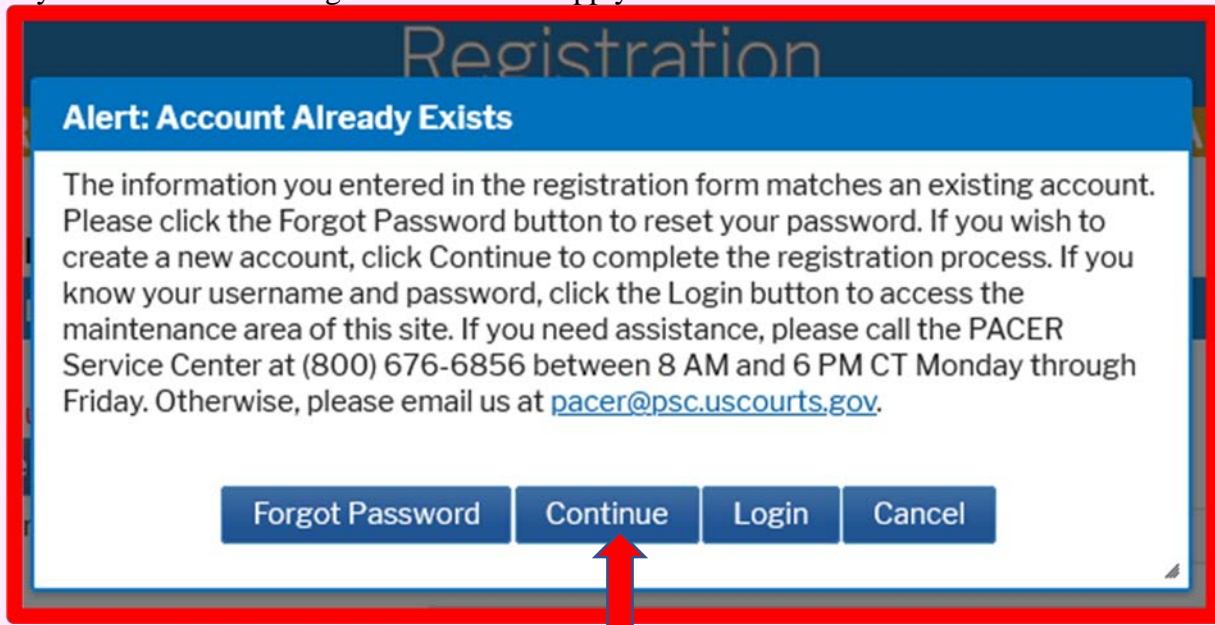 Registration
Alert: Account Already Exists
The information you entered in the registration form matches an existing account.
Please click the Forgot Password button to reset your password. If you wish to
create a new account, click Continue to complete the registration process. If you
know your username and password, click the Login button to access the
maintenance area of this site. If you need assistance, please call the PACER
Service Center at (800) 676-6856 between 8 AM and 6 PM CT Monday through
Friday. Otherwise, please email us at pacer@psc.uscourts.gov.
Forgot Password Continue Login Cancel